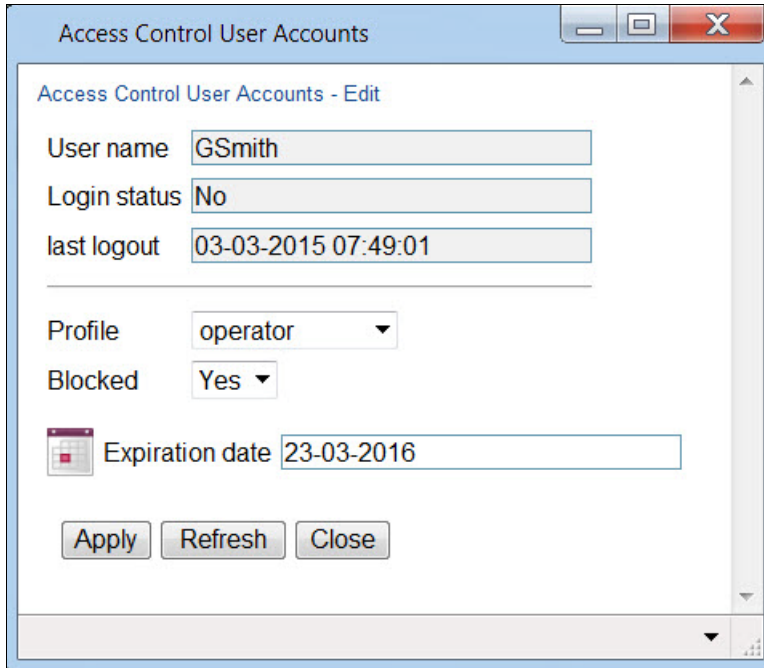 Access Control User Accounts
Access Control User Accounts - Edit
User name GSmith
Login status No
last logout 03-03-2015 07:49:01
Profile operator
Blocked Yes
Expiration date 23-03-2016
Apply Refresh Close